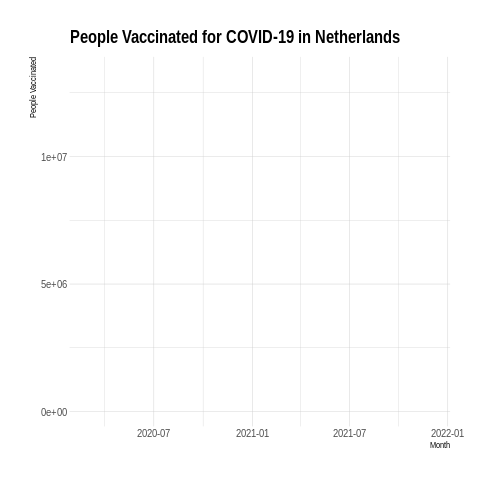 People Vaccinated for COVID-19 in Netherlands
People Vaccinated
1e+07
5e+06
0e+00
2020-07
2021-01
2021-07
2022-01
Month